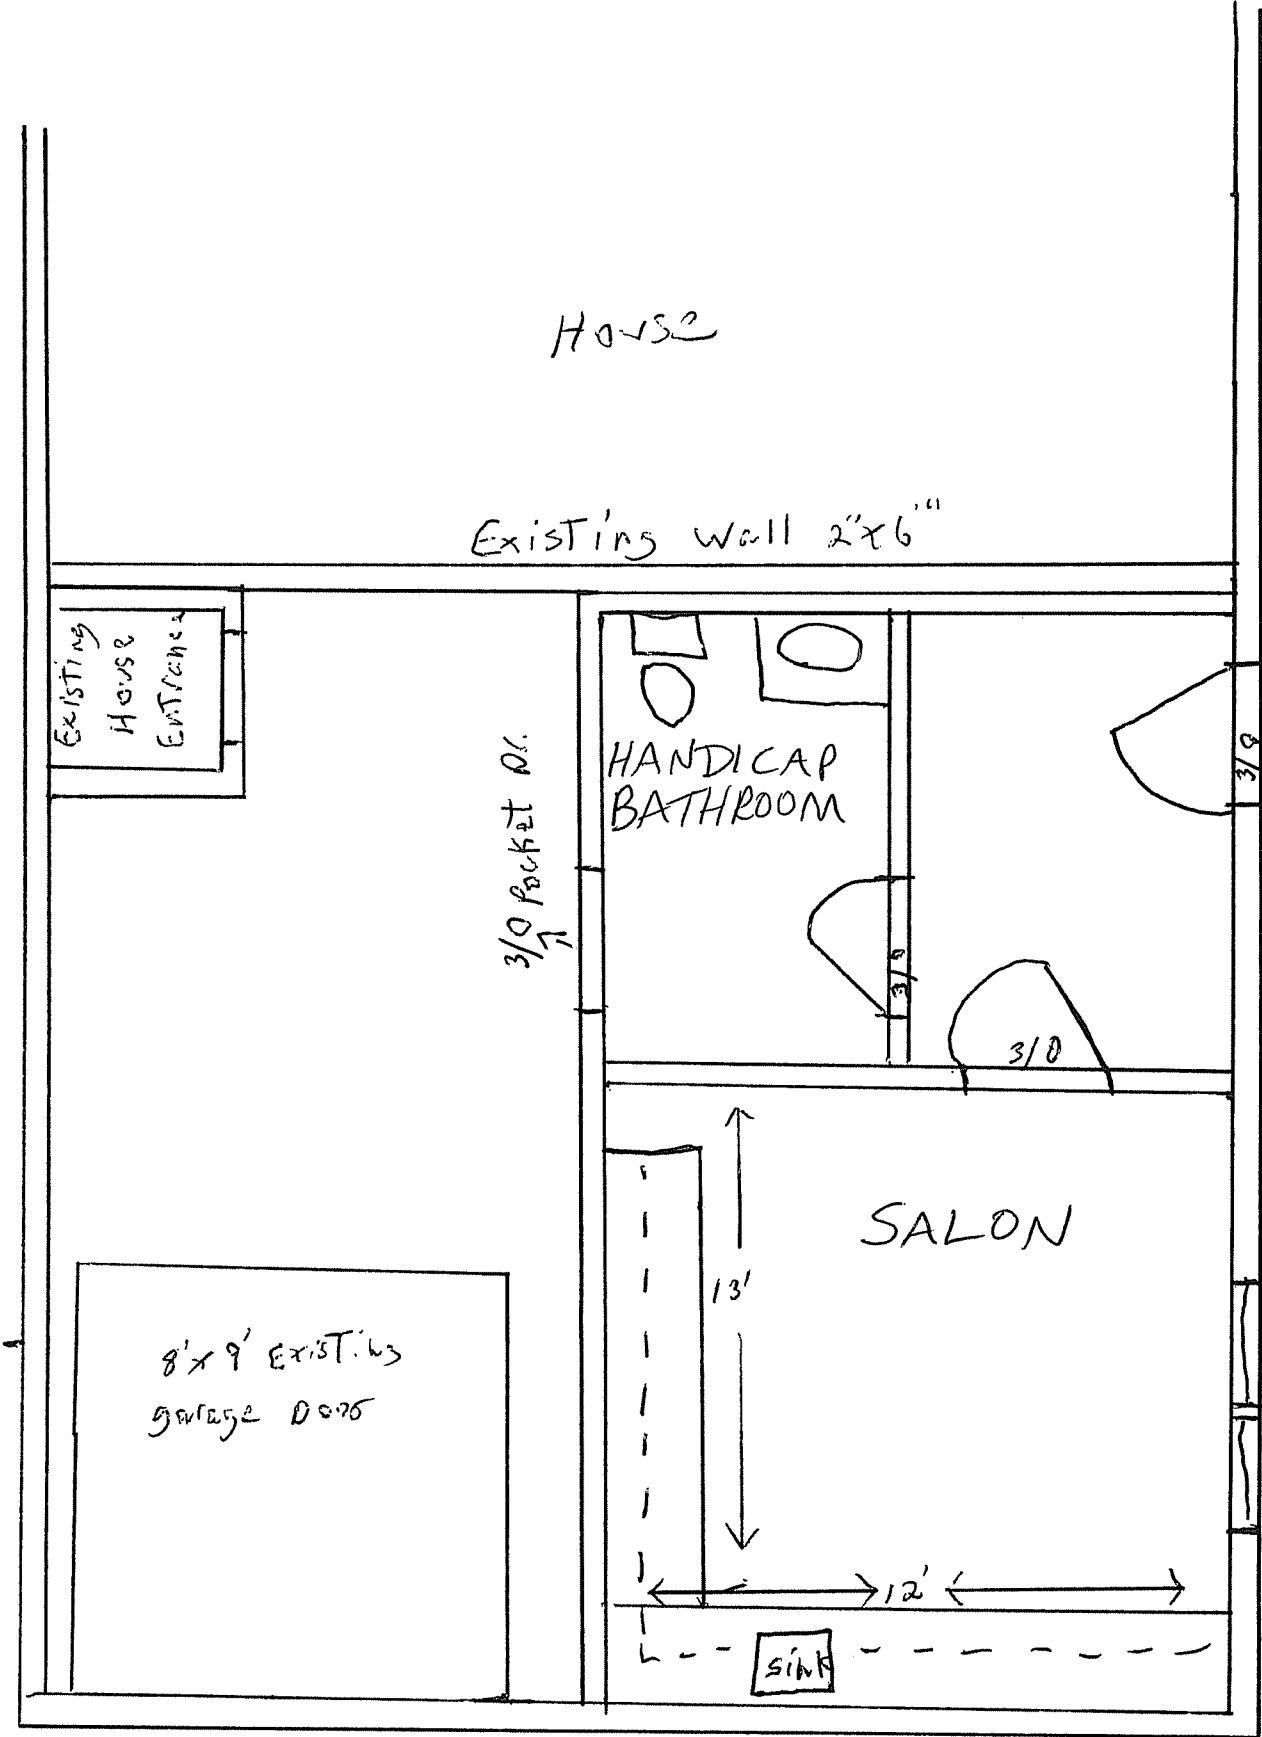 House
Existing Wall 2"x6"
Existing
House
Entrance
3/0 Pocket Dr.
HANDICAP
BATHROOM
3/0
3/0
3/0
SALON
13'
8'x9' Existing
garage Door
12'
sink